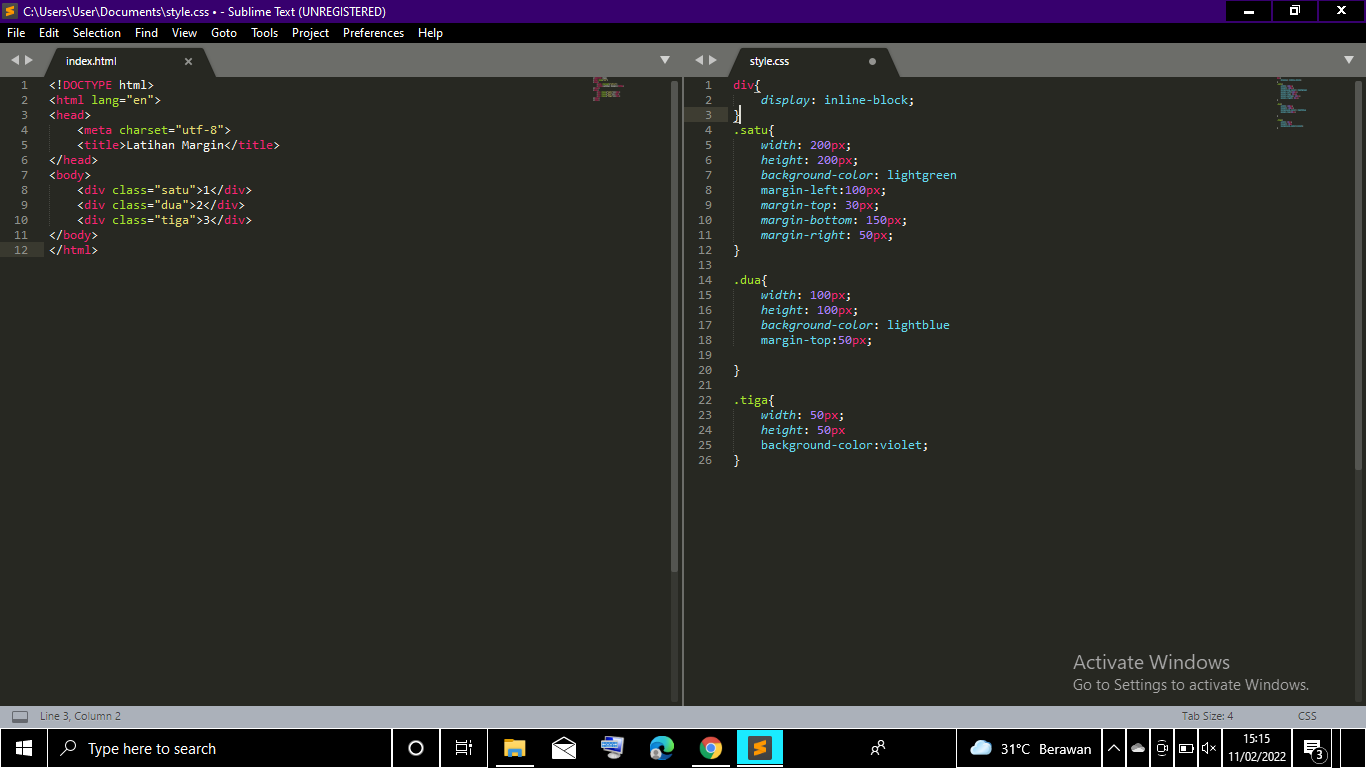 C:\Users\User\Documents\style.css • - Sublime Text (UNREGISTERED)
File Edit Selection Find View Goto Tools Project Preferences Help
index.html
1 <!DOCTYPE html>
2 <html lang="en">
3 <head>
4 <meta charset="utf-8">
5 <title>Latihan Margin</title>
6 </head>
7 <body>
8 <div class="satu">1</div>
9 <div class="dua">2</div>
10 <div class="tiga">3</div>
11 </body>
12 </html>
style.css
1 div{
2 display: inline-block;
3 }
4 .satu{
5 width: 200px;
6 height: 200px;
7 background-color: lightgreen
8 margin-left:100px;
9 margin-top: 30px;
10 margin-bottom: 150px;
11 margin-right: 50px;
12 }
13
14 .dua{
15 width: 100px;
16 height: 100px;
17 background-color: lightblue
18 margin-top:50px;
19
20 }
21
22 .tiga{
23 width: 50px;
24 height: 50px
25 background-color:violet;
26 }
Activate Windows
Go to Settings to activate Windows.
Line 3, Column 2
Tab Size: 4
CSS
Type here to search
31°C Berawan
15:15
11/02/2022
3